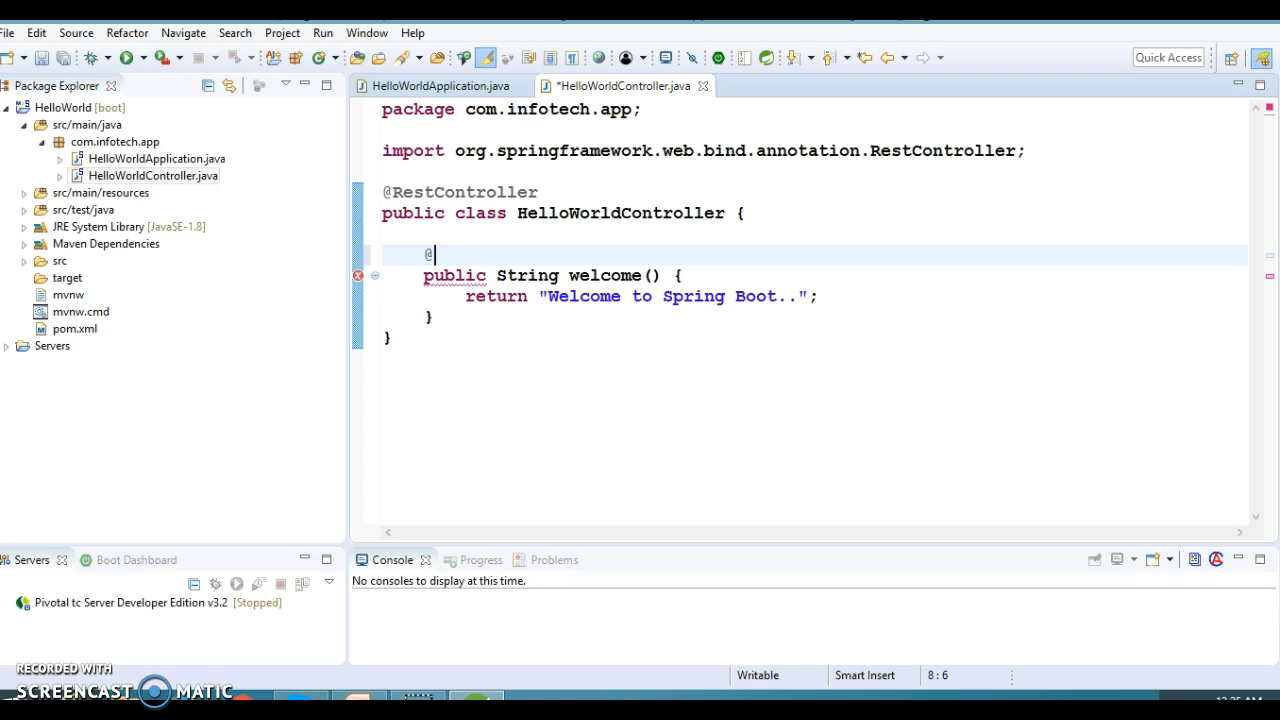 File Edit Source Refactor Navigate Search Project Run Window Help
Quick Access
Package Explorer
HelloWorldApplication.java
*HelloWorldController.java
HelloWorld [boot]
src/main/java
com.infotech.app
HelloWorldApplication.java
HelloWorldController.java
src/main/resources
src/test/java
JRE System Library [JavaSE-1.8]
Maven Dependencies
src
target
mvnw
mvnw.cmd
pom.xml
Servers
package com.infotech.app;
import org.springframework.web.bind.annotation.RestController;
@RestController
public class HelloWorldController {
@
public String welcome() {
return "Welcome to Spring Boot..";
}
}
Servers Boot Dashboard
Pivotal tc Server Developer Edition v3.2 [Stopped]
Console Progress Problems
No consoles to display at this time.
Writable Smart Insert 8 : 6
RECORDED WITH
SCREENCAST MATIC